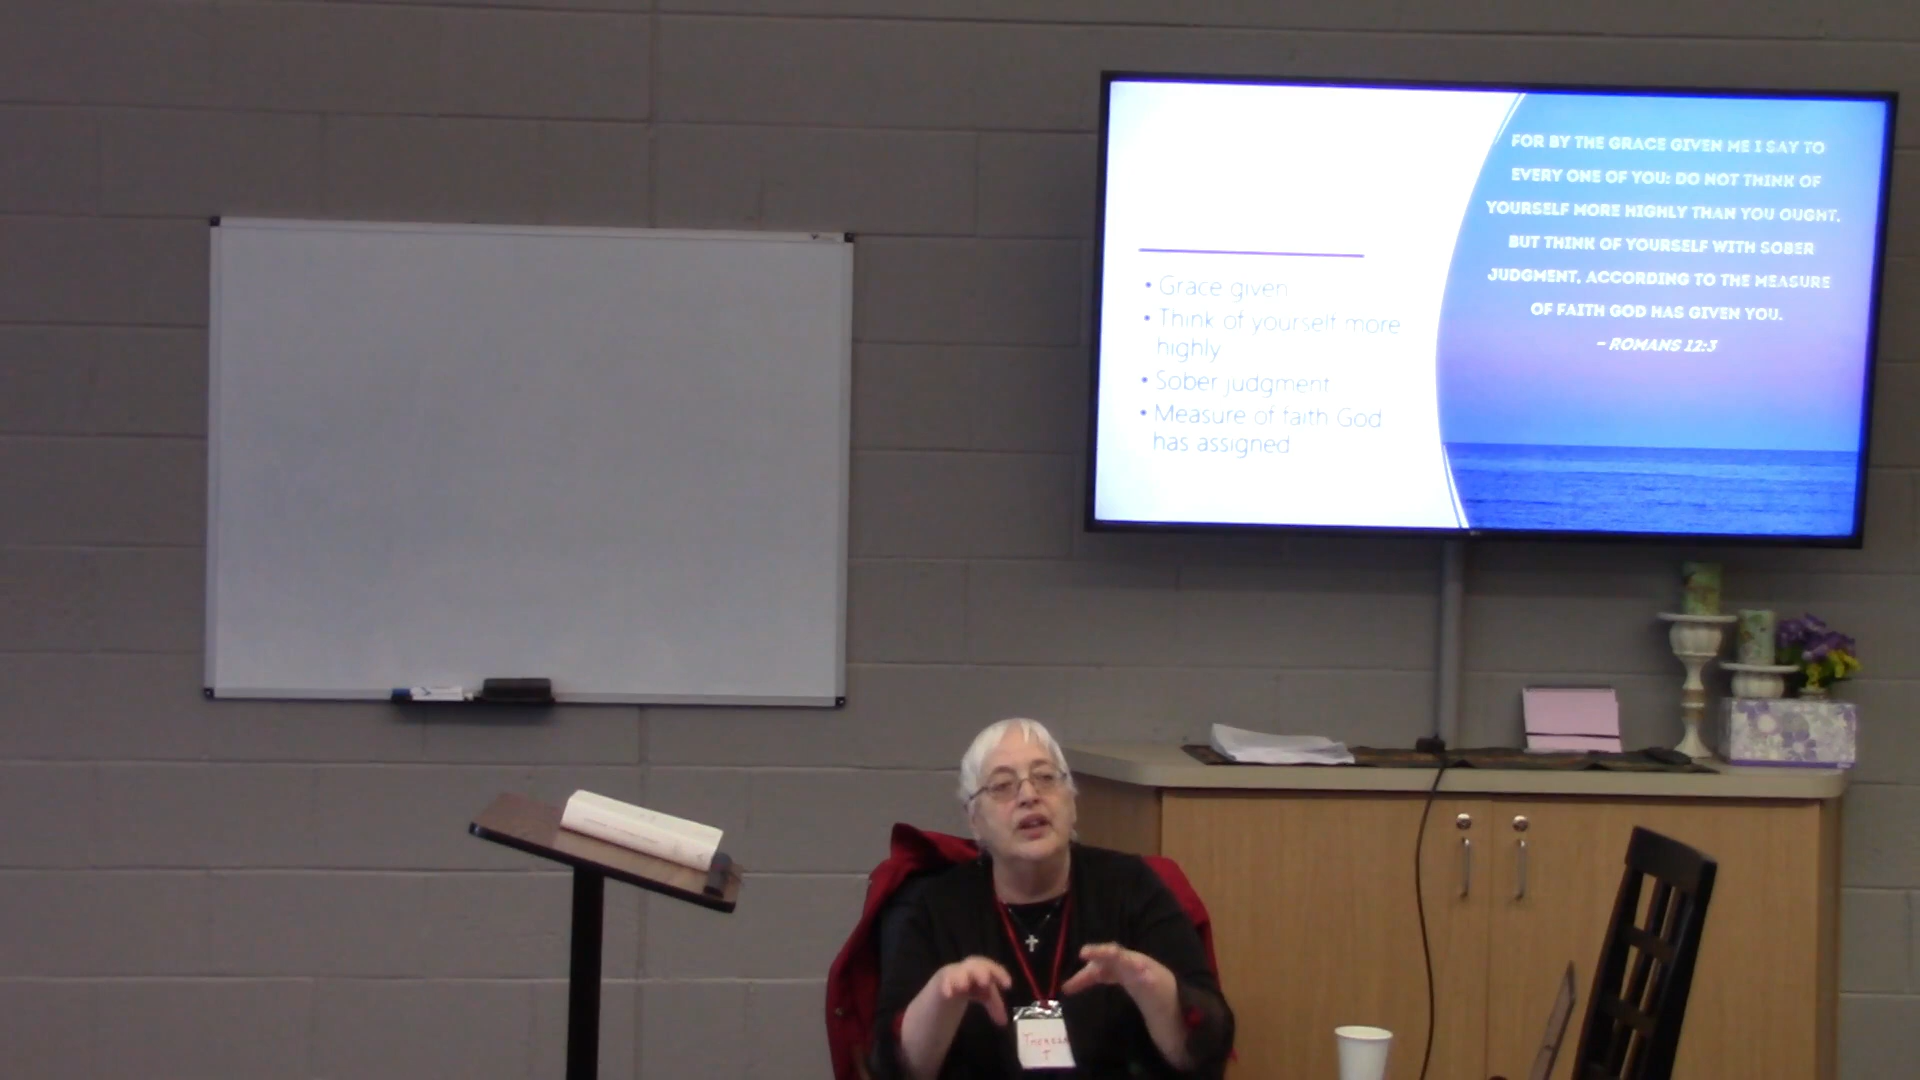 • Grace given
• Think of yourself more
highly
• Sober judgment
• Measure of faith God
has assigned
FOR BY THE GRACE GIVEN ME I SAY TO
EVERY ONE OF YOU: DO NOT THINK OF
YOURSELF MORE HIGHLY THAN YOU OUGHT,
BUT THINK OF YOURSELF WITH SOBER
JUDGMENT, ACCORDING TO THE MEASURE
OF FAITH GOD HAS GIVEN YOU.
– ROMANS 12:3
THERESA
T